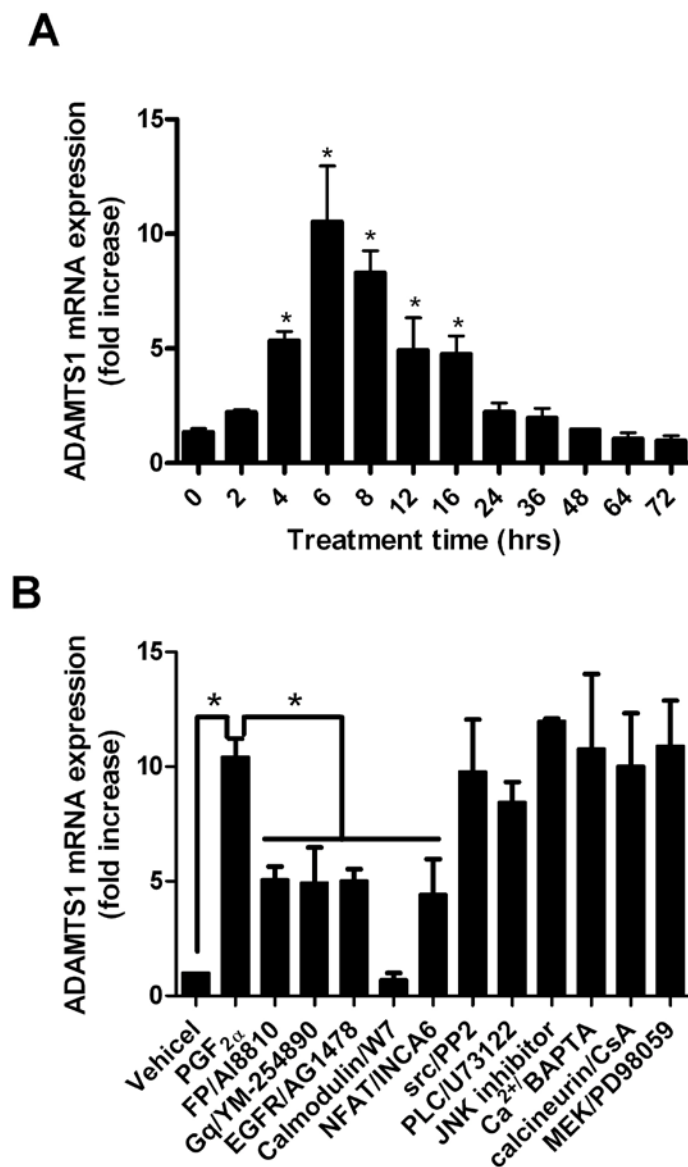 A
ADAMTS1 mRNA expression
(fold increase)
15
10
5
0
* * * * *
0 2 4 6 8 12 16 24 36 48 64 72
Treatment time (hrs)
B
ADAMTS1 mRNA expression
(fold increase)
15
10
5
0
* *
Vehicel
PGF2α
FP/Al8810
Gq/YM-254890
EGFR/AG1478
Calmodulin/W7
NFAT/INCA6
src/PP2
PLC/U73122
JNK inhibitor
Ca2+/BAPTA
calcineurin/CsA
MEK/PD98059